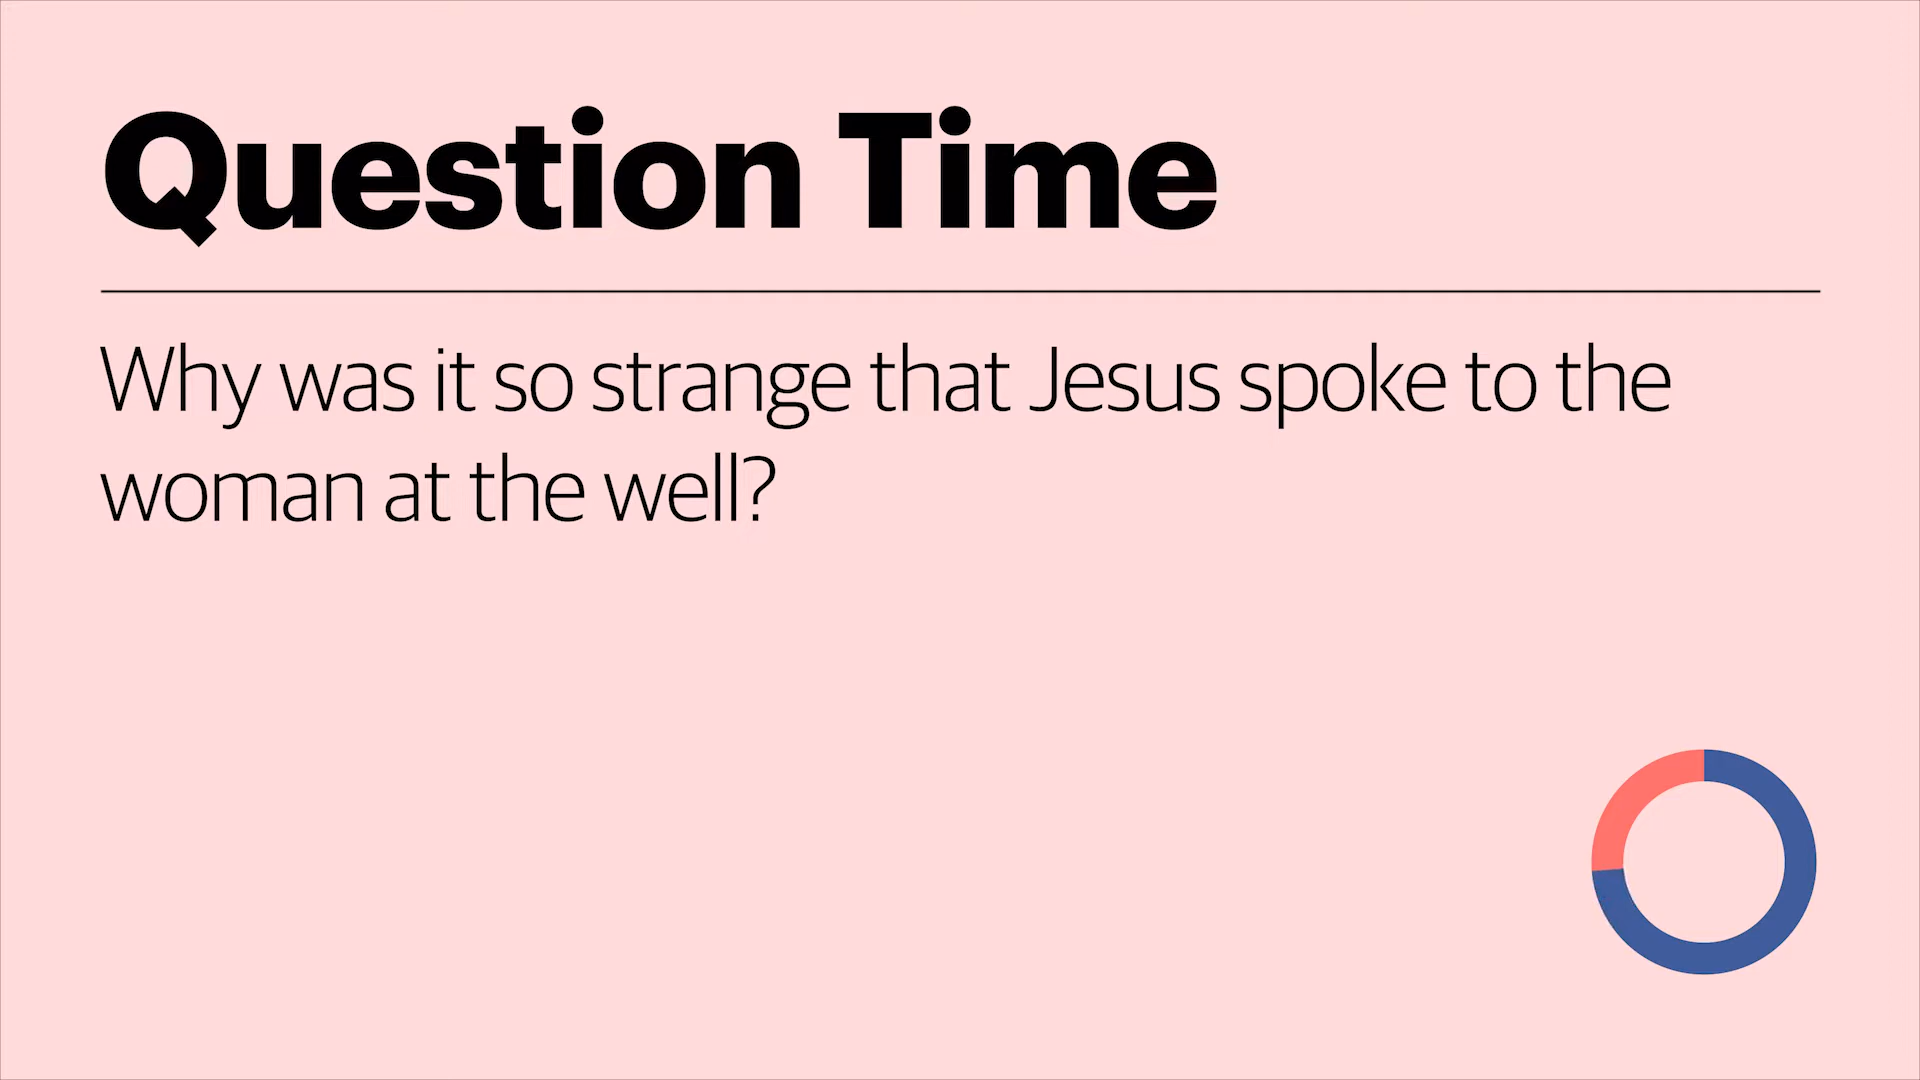 Question Time
Why was it so strange that Jesus spoke to the
woman at the well?